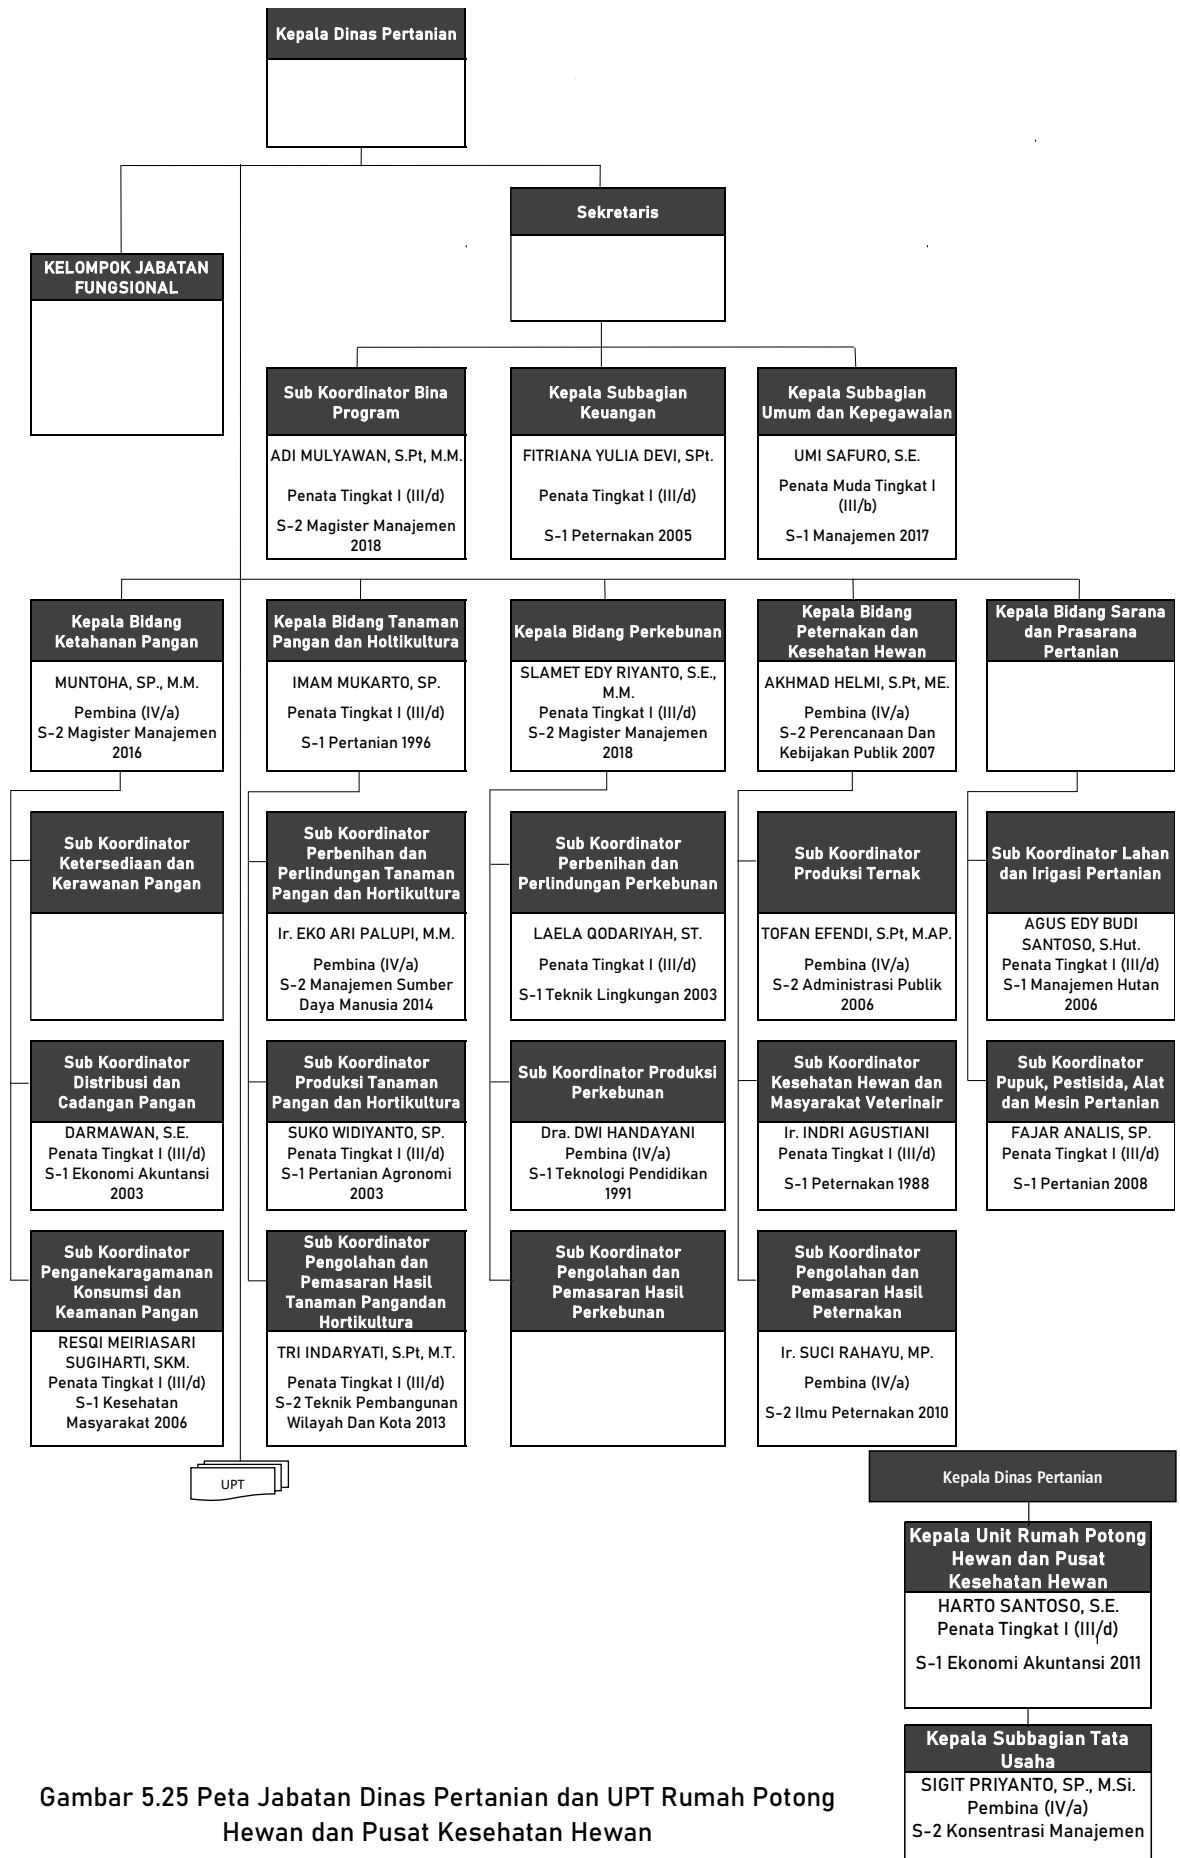 Kepala Dinas Pertanian
Sekretaris
KELOMPOK JABATAN
FUNGSIONAL
Sub Koordinator Bina
Program
ADI MULYAWAN, S.Pt, M.M.
Penata Tingkat I (III/d)
S-2 Magister Manajemen
2018
Kepala Subbagian
Keuangan
FITRIANA YULIA DEVI, SPt.
Penata Tingkat I (III/d)
S-1 Peternakan 2005
Kepala Subbagian
Umum dan Kepegawaian
UMI SAFURO, S.E.
Penata Muda Tingkat I
(III/b)
S-1 Manajemen 2017
Kepala Bidang
Ketahanan Pangan
MUNTOHA, SP., M.M.
Pembina (IV/a)
S-2 Magister Manajemen
2016
Kepala Bidang Tanaman
Pangan dan Holtikultura
IMAM MUKARTO, SP.
Penata Tingkat I (III/d)
S-1 Pertanian 1996
Kepala Bidang Perkebunan
SLAMET EDY RIYANTO, S.E.,
M.M.
Penata Tingkat I (III/d)
S-2 Magister Manajemen
2018
Kepala Bidang
Peternakan dan
Kesehatan Hewan
AKHMAD HELMI, S.Pt, ME.
Pembina (IV/a)
S-2 Perencanaan Dan
Kebijakan Publik 2007
Kepala Bidang Sarana
dan Prasarana
Pertanian
Sub Koordinator
Ketersediaan dan
Kerawanan Pangan
Sub Koordinator
Perbenihan dan
Perlindungan Tanaman
Pangan dan Hortikultura
Ir. EKO ARI PALUPI, M.M.
Pembina (IV/a)
S-2 Manajemen Sumber
Daya Manusia 2014
Sub Koordinator
Perbenihan dan
Perlindungan Perkebunan
LAELA QODARIYAH, ST.
Penata Tingkat I (III/d)
S-1 Teknik Lingkungan 2003
Sub Koordinator
Produksi Ternak
TOFAN EFENDI, S.Pt, M.AP.
Pembina (IV/a)
S-2 Administrasi Publik
2006
Sub Koordinator Lahan
dan Irigasi Pertanian
AGUS EDY BUDI
SANTOSO, S.Hut.
Penata Tingkat I (III/d)
S-1 Manajemen Hutan
2006
Sub Koordinator
Distribusi dan
Cadangan Pangan
DARMAWAN, S.E.
Penata Tingkat I (III/d)
S-1 Ekonomi Akuntansi
2003
Sub Koordinator
Produksi Tanaman
Pangan dan Hortikultura
SUKO WIDIYANTO, SP.
Penata Tingkat I (III/d)
S-1 Pertanian Agronomi
2003
Sub Koordinator Produksi
Perkebunan
Dra. DWI HANDAYANI
Pembina (IV/a)
S-1 Teknologi Pendidikan
1991
Sub Koordinator
Kesehatan Hewan dan
Masyarakat Veterinair
Ir. INDRI AGUSTIANI
Penata Tingkat I (III/d)
S-1 Peternakan 1988
Sub Koordinator
Pupuk, Pestisida, Alat
dan Mesin Pertanian
FAJAR ANALIS, SP.
Penata Tingkat I (III/d)
S-1 Pertanian 2008
Sub Koordinator
Penganekaragamanan
Konsumsi dan
Keamanan Pangan
RESQI MEIRIASARI
SUGIHARTI, SKM.
Penata Tingkat I (III/d)
S-1 Kesehatan
Masyarakat 2006
Sub Koordinator
Pengolahan dan
Pemasaran Hasil
Tanaman Pangandan
Hortikultura
TRI INDARYATI, S.Pt, M.T.
Penata Tingkat I (III/d)
S-2 Teknik Pembangunan
Wilayah Dan Kota 2013
Sub Koordinator
Pengolahan dan
Pemasaran Hasil
Perkebunan
Sub Koordinator
Pengolahan dan
Pemasaran Hasil
Peternakan
Ir. SUCI RAHAYU, MP.
Pembina (IV/a)
S-2 Ilmu Peternakan 2010
UPT
Kepala Dinas Pertanian
Kepala Unit Rumah Potong
Hewan dan Pusat
Kesehatan Hewan
HARTO SANTOSO, S.E.
Penata Tingkat I (III/d)
S-1 Ekonomi Akuntansi 2011
Kepala Subbagian Tata
Usaha
SIGIT PRIYANTO, SP., M.Si.
Pembina (IV/a)
S-2 Konsentrasi Manajemen
Gambar 5.25 Peta Jabatan Dinas Pertanian dan UPT Rumah Potong
Hewan dan Pusat Kesehatan Hewan